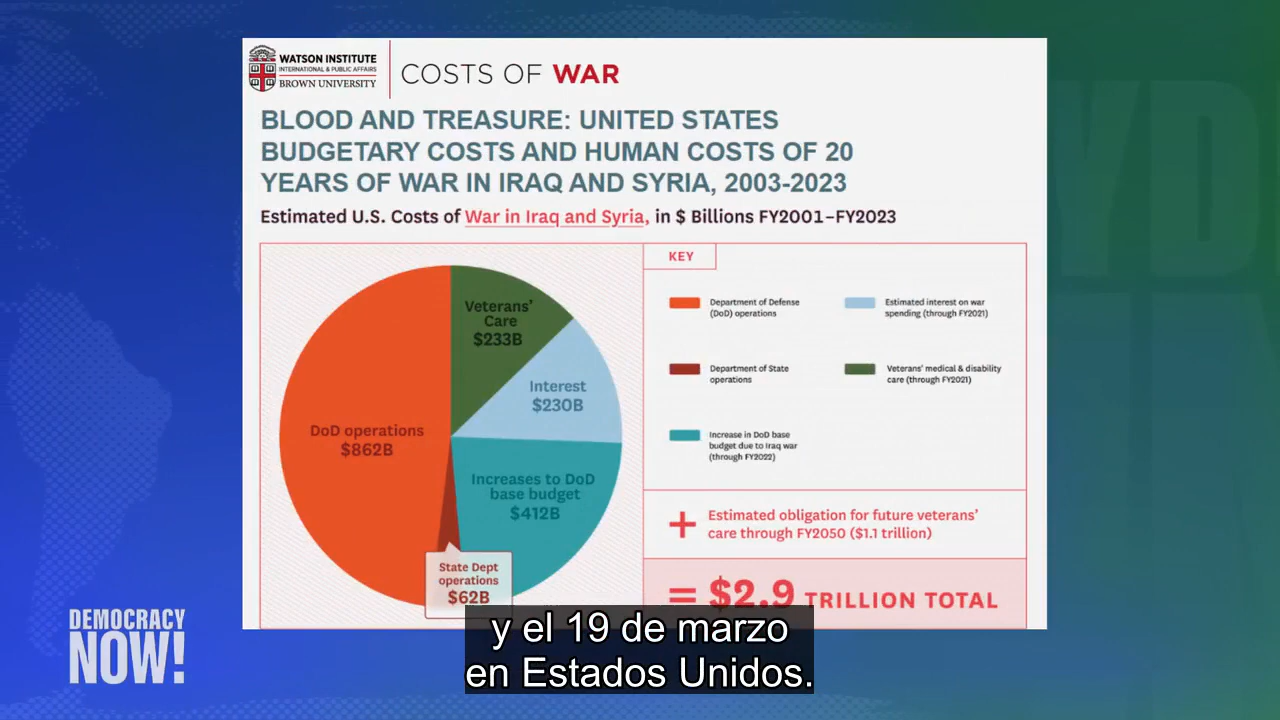 WATSON INSTITUTE
INTERNATIONAL & PUBLIC AFFAIRS
BROWN UNIVERSITY
COSTS OF WAR
BLOOD AND TREASURE: UNITED STATES
BUDGETARY COSTS AND HUMAN COSTS OF 20
YEARS OF WAR IN IRAQ AND SYRIA, 2003-2023
Estimated U.S. Costs of War in Iraq and Syria, in $ Billions FY2001–FY2023
Veterans'
Care
$233B
Interest
$230B
DoD operations
$862B
Increases to DoD
base budget
$412B
State Dept
operations
$62B
KEY
Department of Defense
(DoD) operations
Estimated interest on war
spending (through FY2021)
Department of State
operations
Veterans' medical & disability
care (through FY2021)
Increase in DoD base
budget due to Iraq war
(through FY2022)
+ Estimated obligation for future veterans'
care through FY2050 ($1.1 trillion)
= $2.9 TRILLION TOTAL
DEMOCRACY
NOW!
y el 19 de marzo
en Estados Unidos.
YD